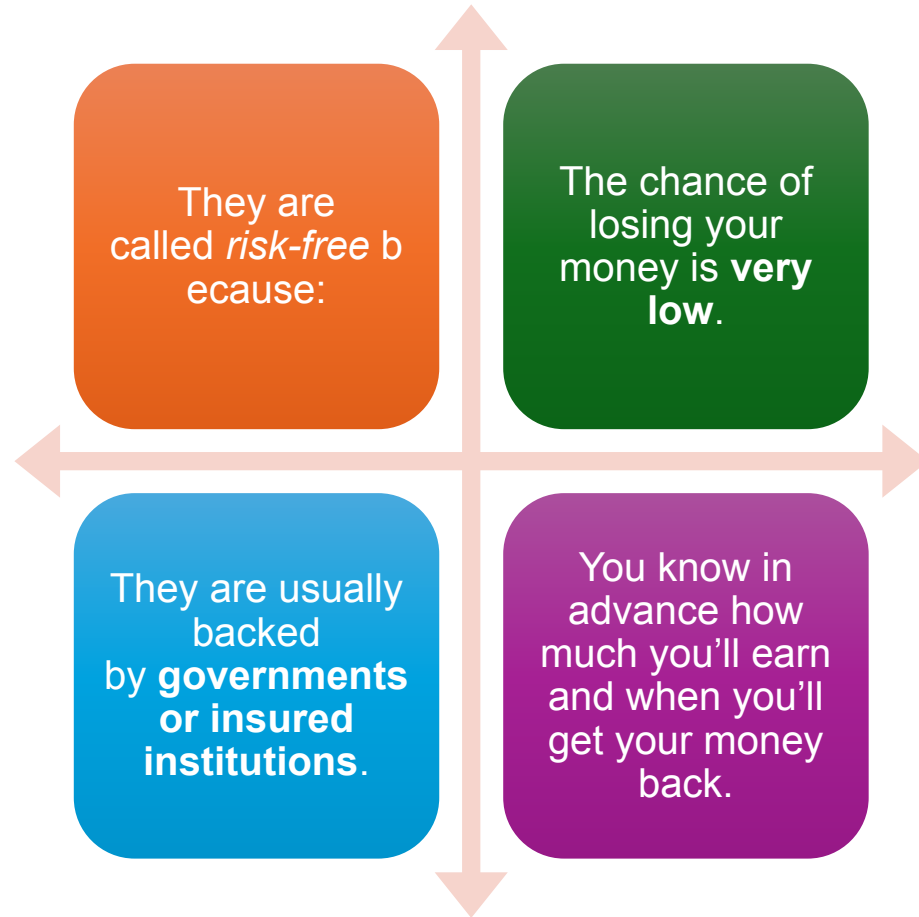 They are
called risk-free b
ecause:
The chance of
losing your
money is very
low.
They are usually
backed
by governments
or insured
institutions.
You know in
advance how
much you’ll earn
and when you’ll
get your money
back.